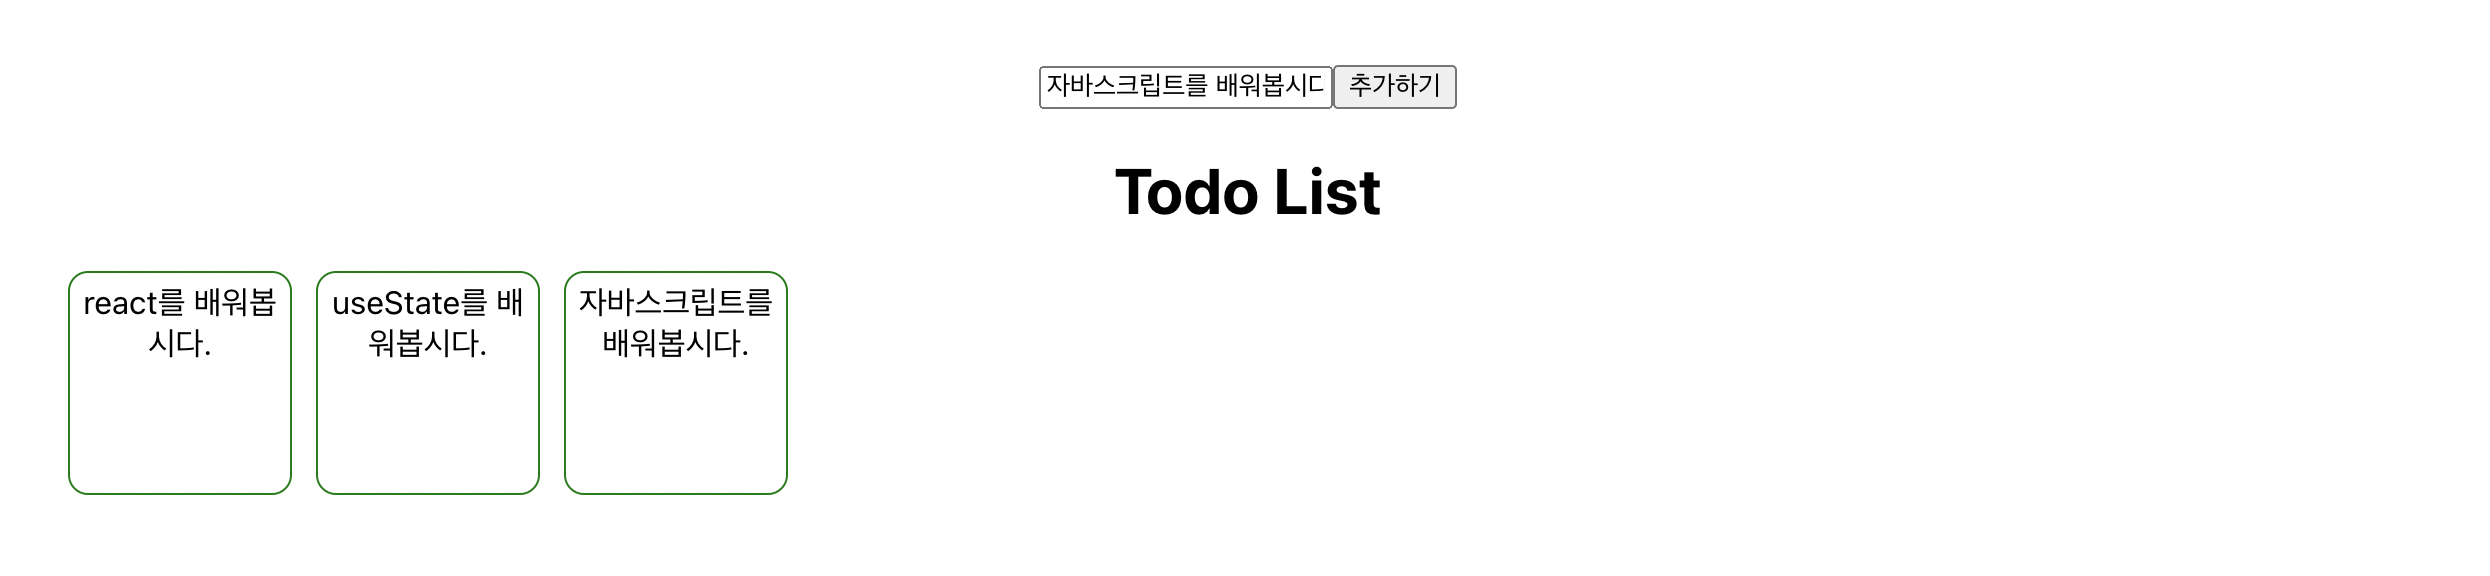 자바스크립트를 배워봅시다
추가하기
Todo List
react를 배워봅
시다.
useState를 배
워봅시다.
자바스크립트를
배워봅시다.